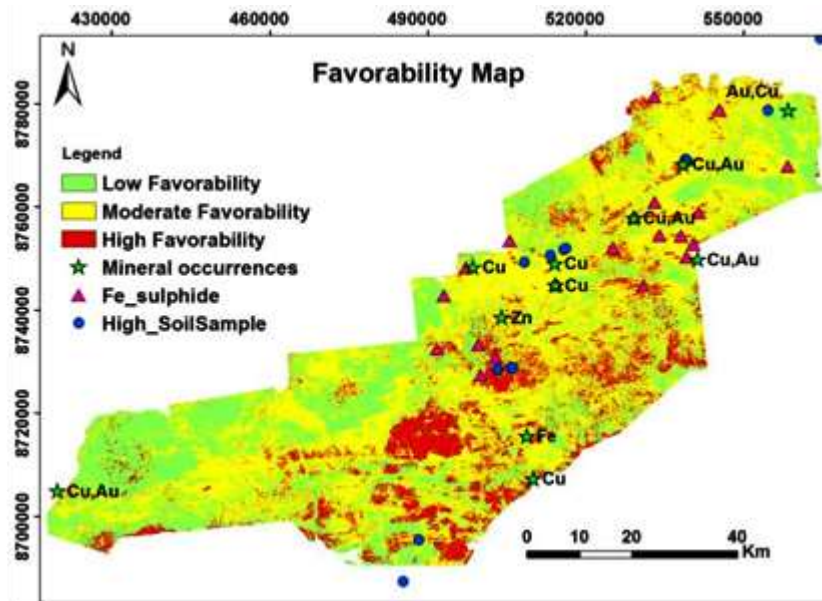 430000 460000 490000 520000 550000
N
Favorability Map
8780000
8760000
8740000
8720000
8700000
Legend
Low Favorability
Moderate Favorability
High Favorability
Mineral occurrences
Fe_sulphide
High_SoilSample
Au,Cu
Cu,Au
Cu,Au
Cu,Au
Cu
Cu
Cu
Zn
Fe
Cu
Cu,Au
0 10 20 40
Km